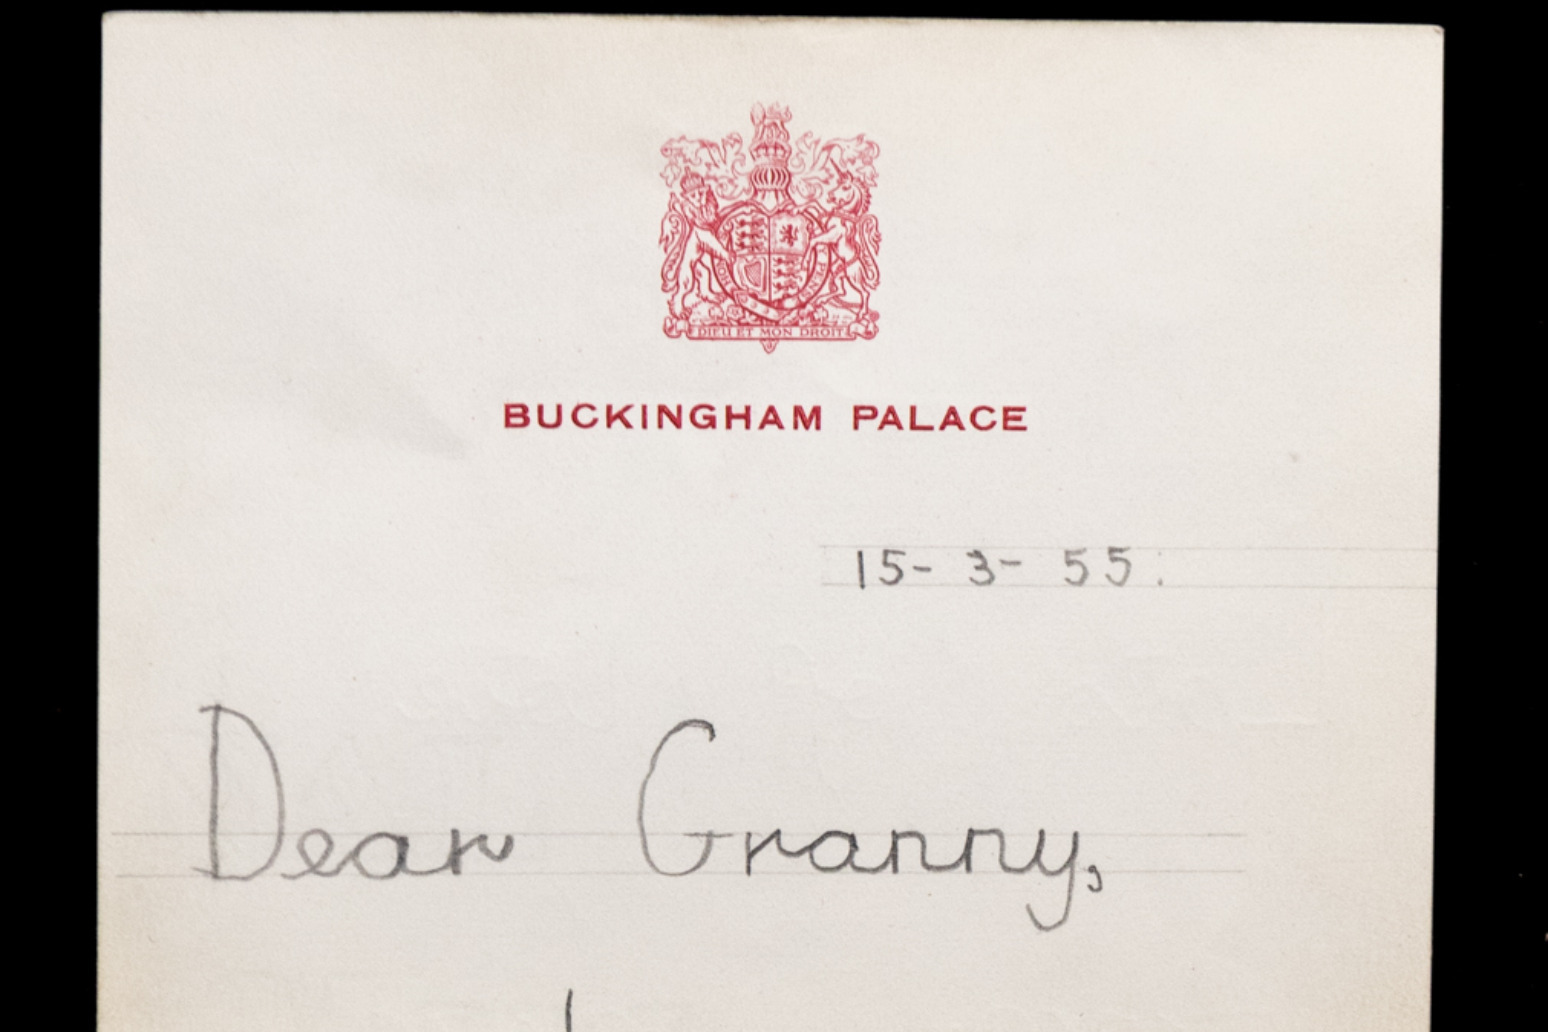 DIEU ET MON DROIT
BUCKINGHAM PALACE
15-3-55.
Dear Granny,